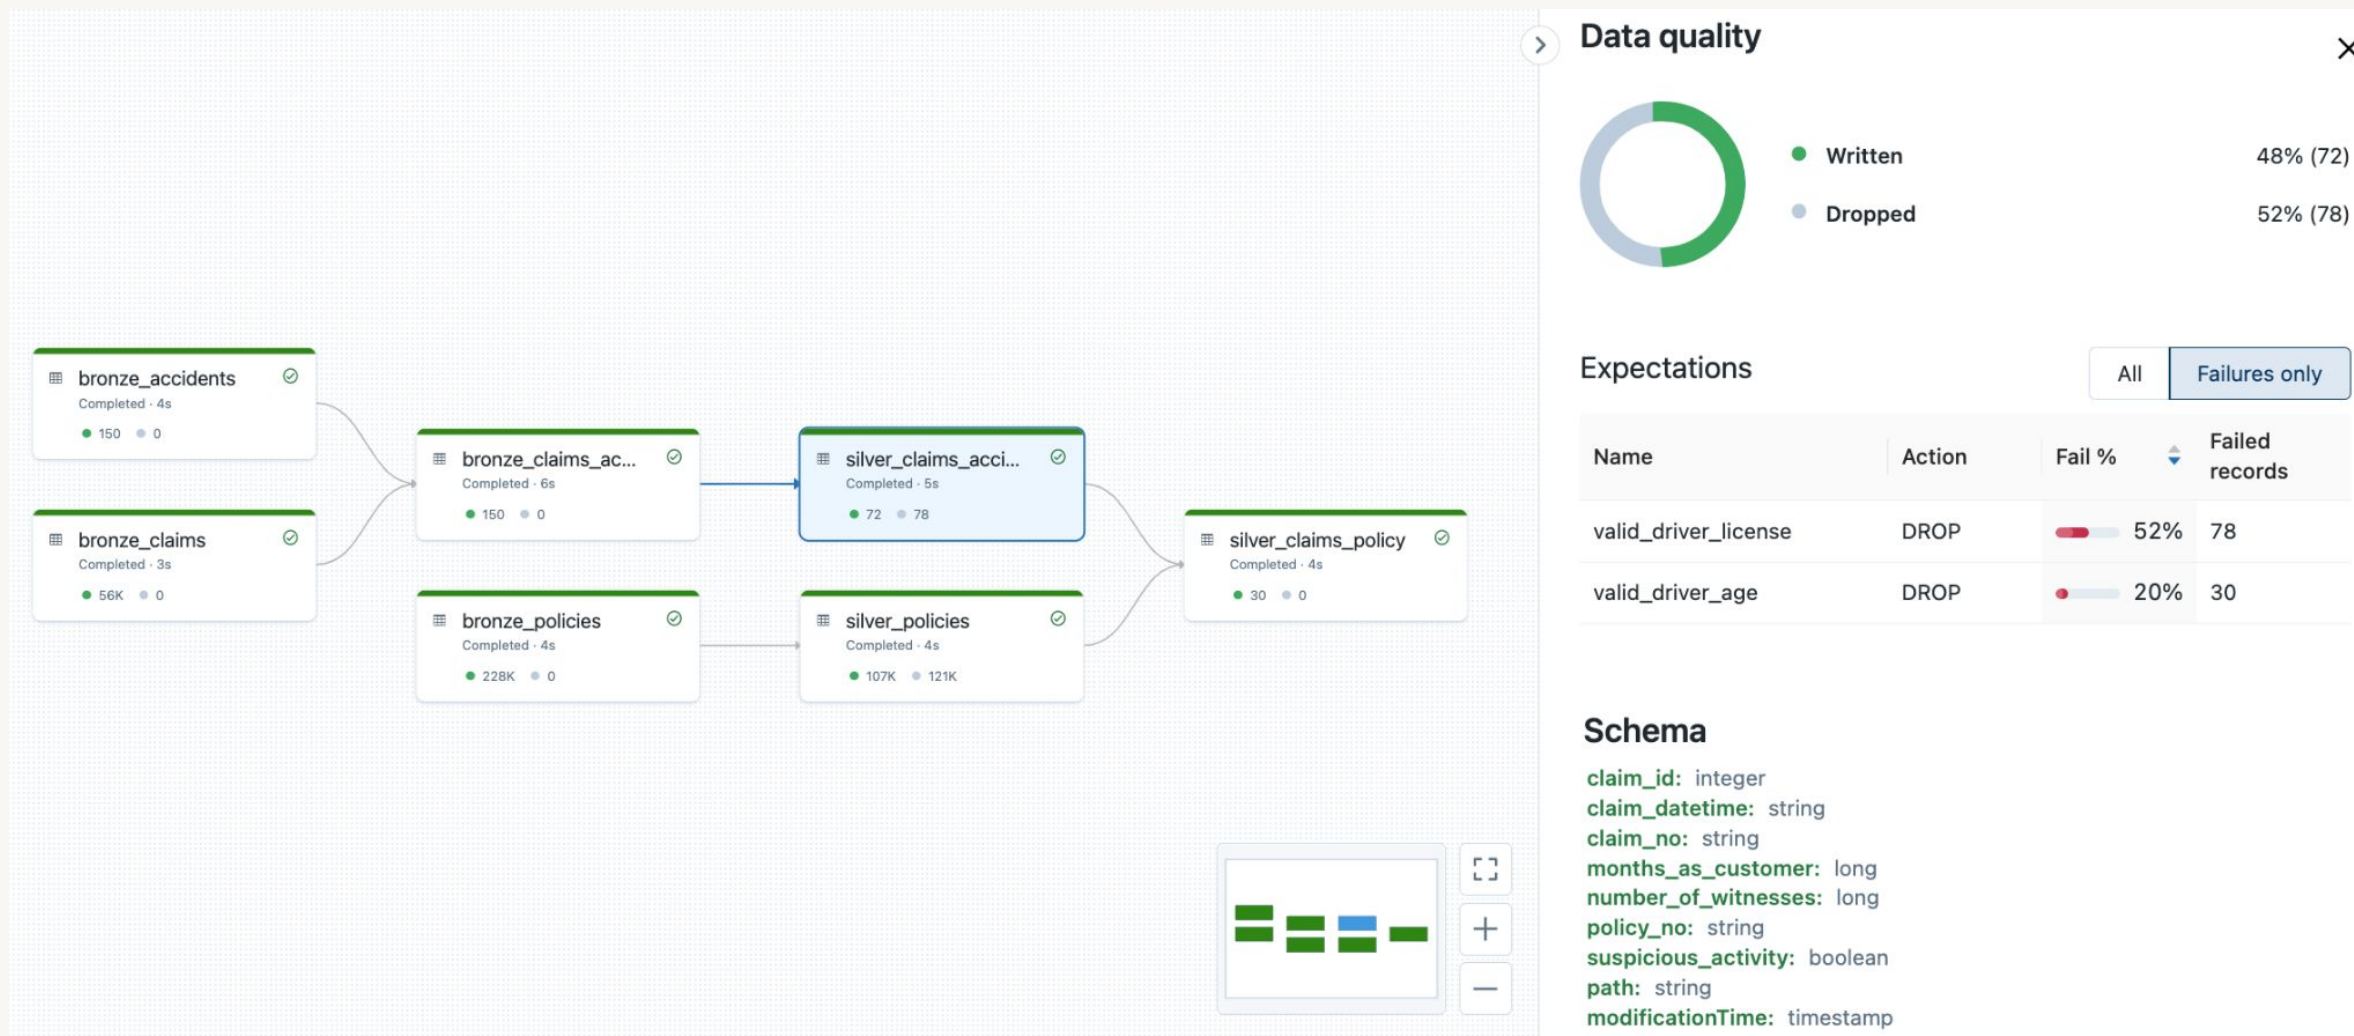 bronze_accidents
Completed · 4s
150 0
bronze_claims
Completed · 3s
56K 0
bronze_claims_ac...
Completed · 6s
150 0
bronze_policies
Completed · 4s
228K 0
silver_claims_acci...
Completed · 5s
72 78
silver_policies
Completed · 4s
107K 121K
silver_claims_policy
Completed · 4s
30 0
Data quality
Written 48% (72)
Dropped 52% (78)
Expectations All Failures only
Name Action Fail % Failed records
valid_driver_license DROP 52% 78
valid_driver_age DROP 20% 30
Schema
claim_id: integer
claim_datetime: string
claim_no: string
months_as_customer: long
number_of_witnesses: long
policy_no: string
suspicious_activity: boolean
path: string
modificationTime: timestamp